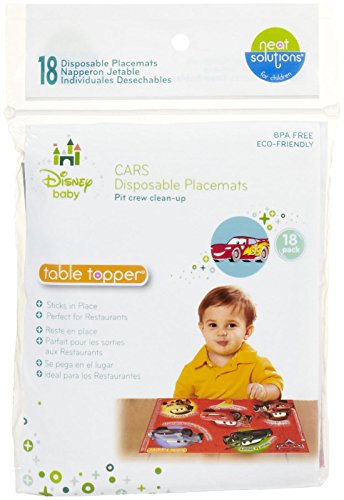 18 Disposable Placemats
Napperon Jetable
Individuales Desechables
neat
solutions®
for children
BPA FREE
ECO-FRIENDLY
Disney
baby
CARS
Disposable Placemats
Pit crew clean-up
18
pack
table topper®
Sticks in Place
Perfect for Restaurants
Reste en place
Parfait pour les sorties
aux Restaurants
Se pega en el lugar
Ideal para los Restaurantes